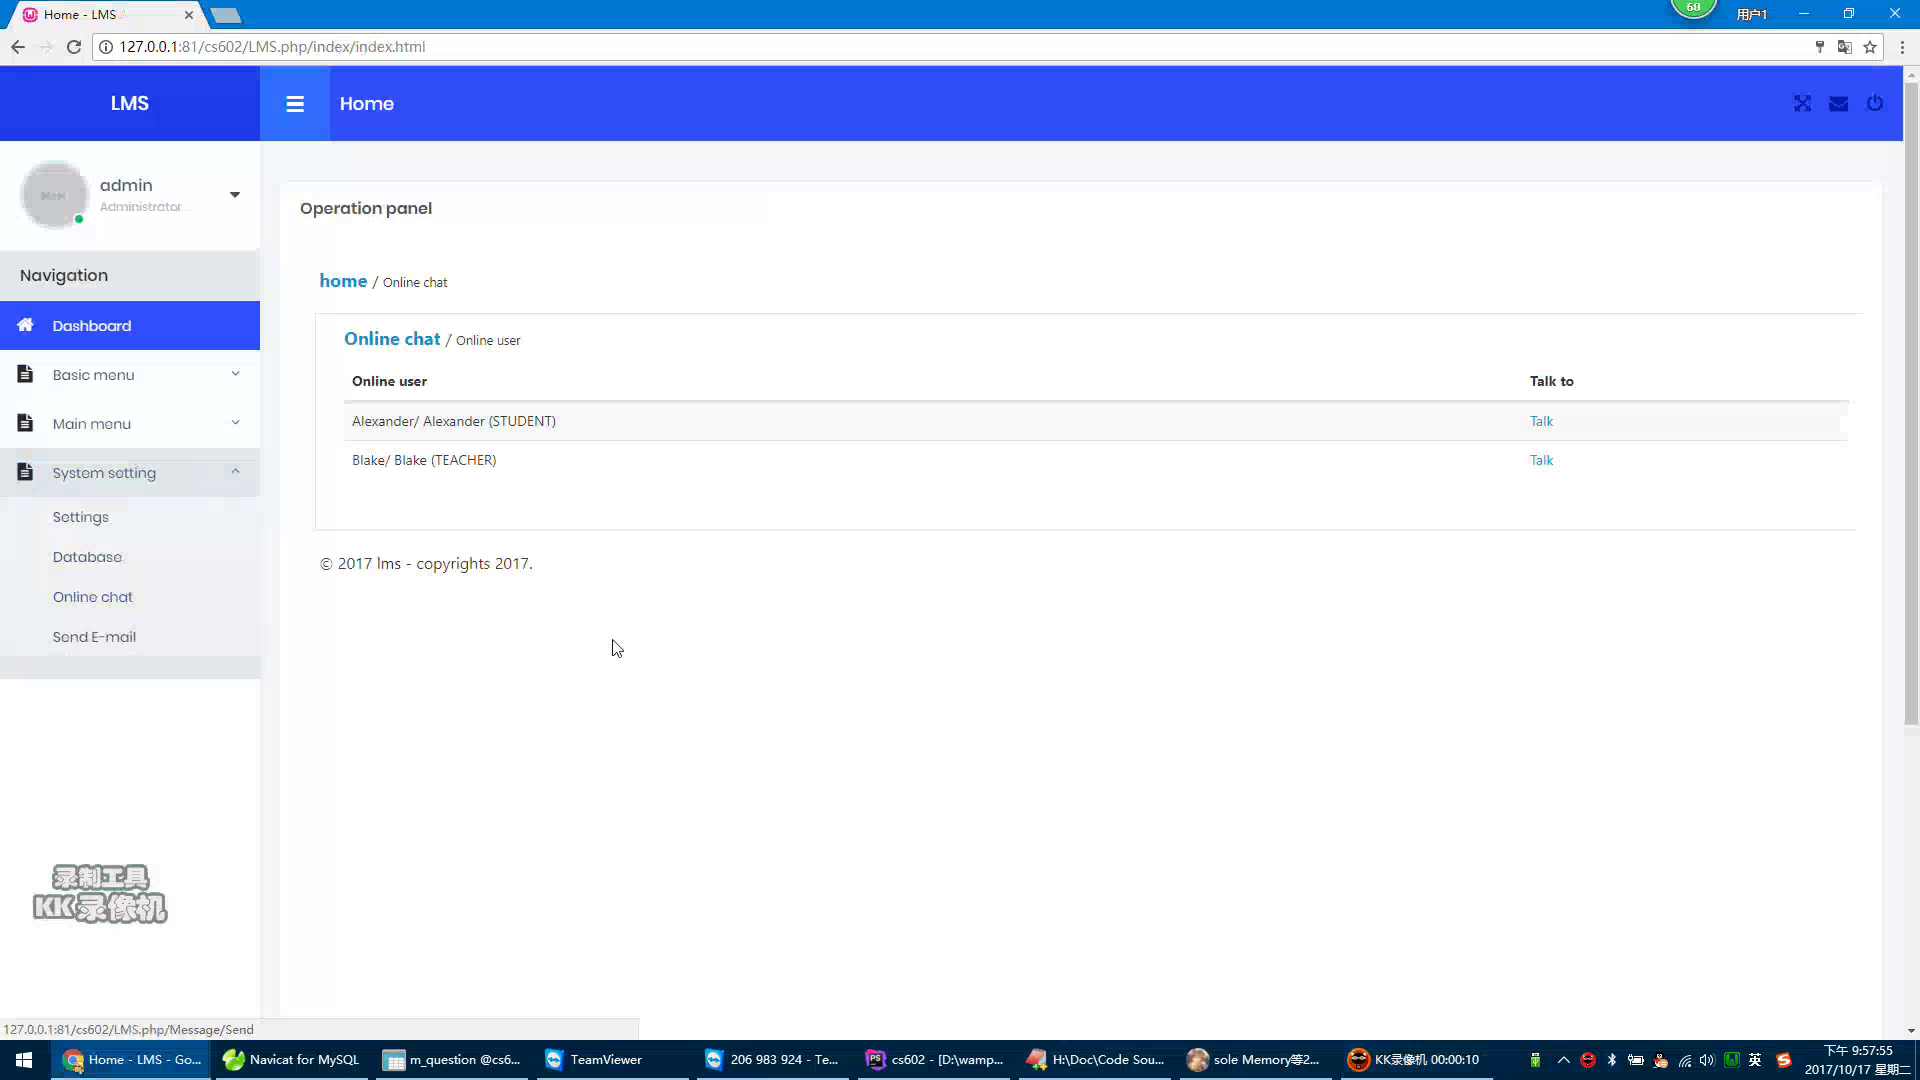 Home - LMS
60
用户1
127.0.0.1:81/cs602/LMS.php/index/index.html
LMS
Home
admin
Administrator
Operation panel
Navigation
home / Online chat
Dashboard
Online chat / Online user
Basic menu
Online user
Talk to
Main menu
Alexander/ Alexander (STUDENT)
Talk
System setting
Blake/ Blake (TEACHER)
Talk
Settings
Database
© 2017 lms - copyrights 2017.
Online chat
Send E-mail
录制工具
KK录像机
127.0.0.1:81/cs602/LMS.php/Message/Send
Home - LMS - Go...
Navicat for MySQL
m_question @cs6...
TeamViewer
206 983 924 - Te...
cs602 - [D:\wamp...
H:\Doc\Code Sou...
sole Memory等2...
KK录像机 00:00:10
英
下午 9:57:55
2017/10/17 星期二